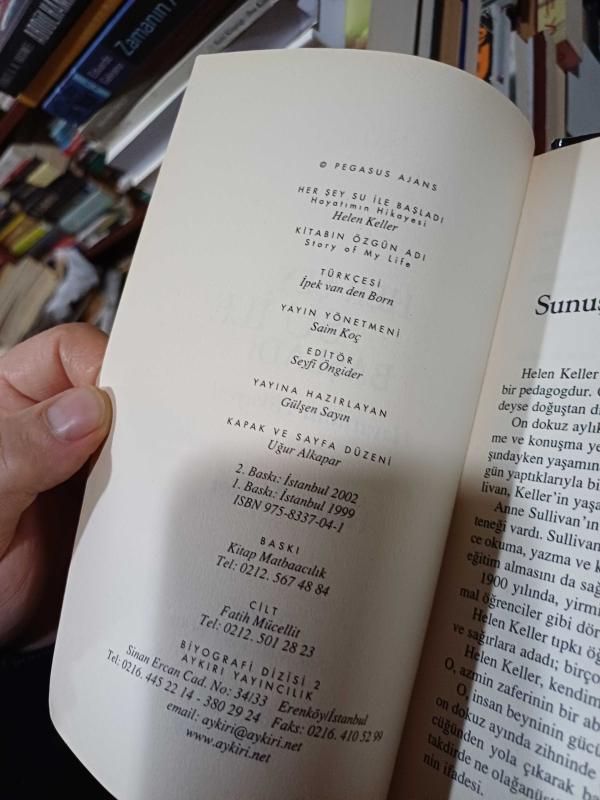 Zamanın
© PEGASUS AJANS
HER ŞEY SU İLE BAŞLADI
Hayatımın Hikayesi
Helen Keller
KİTABIN ÖZGÜN ADI
Story of My Life
TÜRKÇESİ
İpek van den Born
YAYIN YÖNETMENİ
Saim Koç
EDİTÖR
Seyfi Öngider
YAYINA HAZIRLAYAN
Gülşen Sayın
KAPAK VE SAYFA DÜZENİ
Uğur Alkapar
2. Baskı: İstanbul 2002
1. Baskı: İstanbul 1999
ISBN 975-8337-04-1
BASKI
Kitap Matbaacılık
Tel: 0212. 567 48 84
CİLT
Fatih Mücellit
Tel: 0212. 501 28 23
BİYOGRAFİ DİZİSİ 2
AYKIRI YAYINCILIK
Sinan Ercan Cad. No: 34133 Erenköy/İstanbul
Tel: 0216. 445 22 14 - 380 29 24 Faks: 0216. 410 52 99
email: aykiri@aykiri.net
www.aykiri.net
Sunuş
Helen Keller
bir pedagogdur.
deyse doğuştan
On dokuz aylık
me ve konuşma
şındayken yaşamın
gün yaptıklarıyla
livan, Keller'in
Anne Sullivan'ın
teneği vardı. Sullivan
ce okuma, yazma ve
eğitim almasını da
1900 yılında,
mal öğrenciler gibi
Helen Keller tıpkı
ve sağırlara adadı;
Helen Keller,
O, azmin zaferinin bir
O, insan beyninin
on dokuz ayında zihninde
cüğünden yola çıkarak
takdirde ne
nin ifadesi.